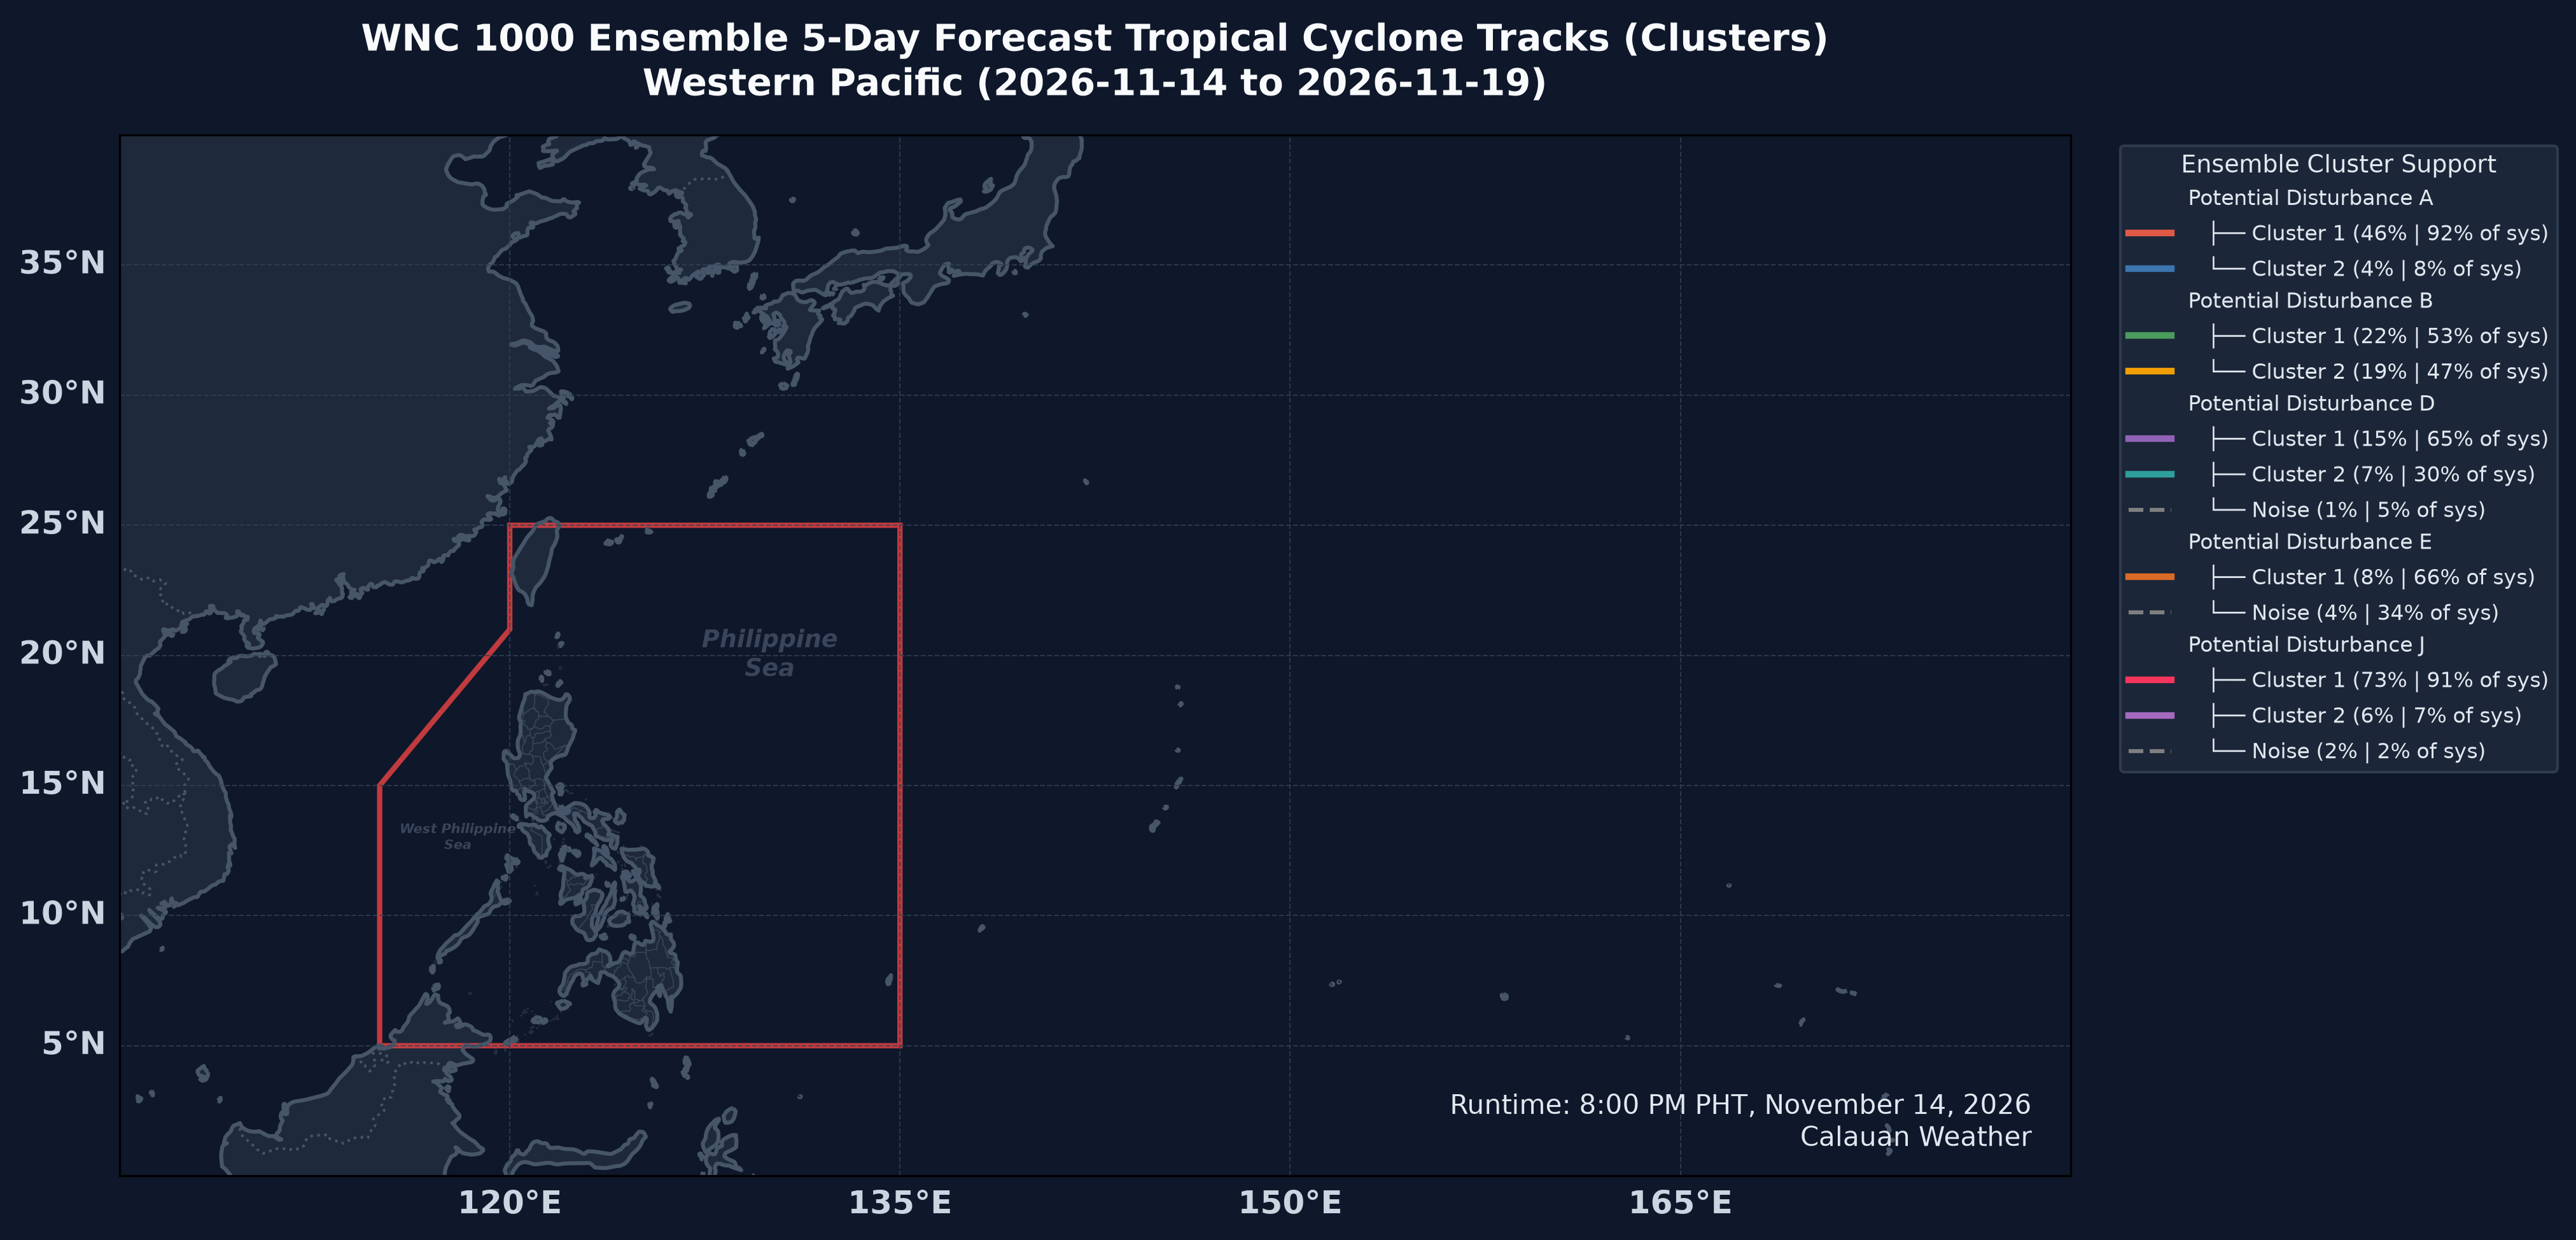 WNC 1000 Ensemble 5-Day Forecast Tropical Cyclone Tracks (Clusters)
Western Pacific (2026-11-14 to 2026-11-19)
Ensemble Cluster Support
Potential Disturbance A
Cluster 1 (46% | 92% of sys)
Cluster 2 (4% | 8% of sys)
Potential Disturbance B
Cluster 1 (22% | 53% of sys)
Cluster 2 (19% | 47% of sys)
Potential Disturbance D
Cluster 1 (15% | 65% of sys)
Cluster 2 (7% | 30% of sys)
Noise (1% | 5% of sys)
Potential Disturbance E
Cluster 1 (8% | 66% of sys)
Noise (4% | 34% of sys)
Potential Disturbance J
Cluster 1 (73% | 91% of sys)
Cluster 2 (6% | 7% of sys)
Noise (2% | 2% of sys)
35°N
30°N
25°N
20°N
15°N
10°N
5°N
Philippine
Sea
West Philippine
Sea
Runtime: 8:00 PM PHT, November 14, 2026
Calauan Weather
120°E
135°E
150°E
165°E